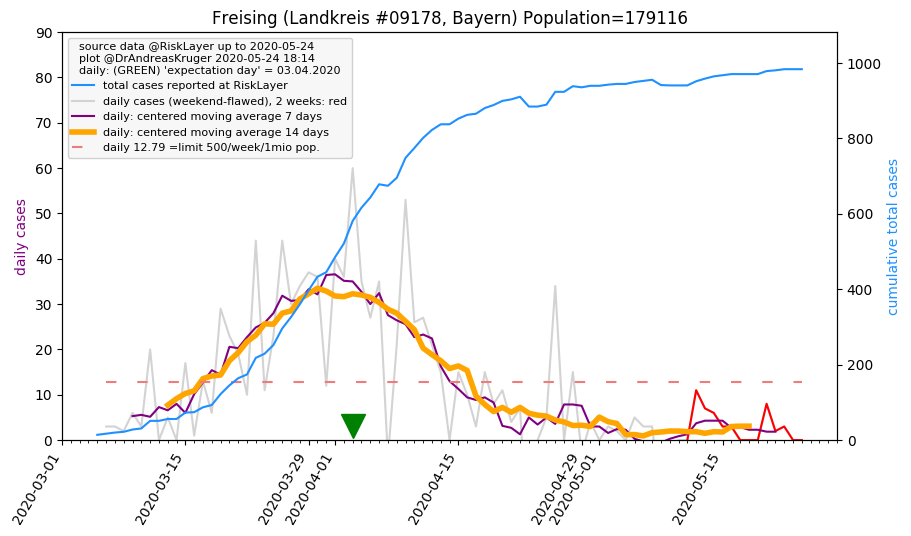 Freising (Landkreis #09178, Bayern) Population=179116
source data @RiskLayer up to 2020-05-24
plot @DrAndreasKruger 2020-05-24 18:14
daily: (GREEN) 'expectation day' = 03.04.2020
total cases reported at RiskLayer
daily cases (weekend-flawed), 2 weeks: red
daily: centered moving average 7 days
daily: centered moving average 14 days
daily 12.79 =limit 500/week/1mio pop.
daily cases
90
80
70
60
50
40
30
20
10
0
cumulative total cases
1000
800
600
400
200
0
2020-03-01
2020-03-15
2020-03-29
2020-04-01
2020-04-15
2020-04-29
2020-05-01
2020-05-15